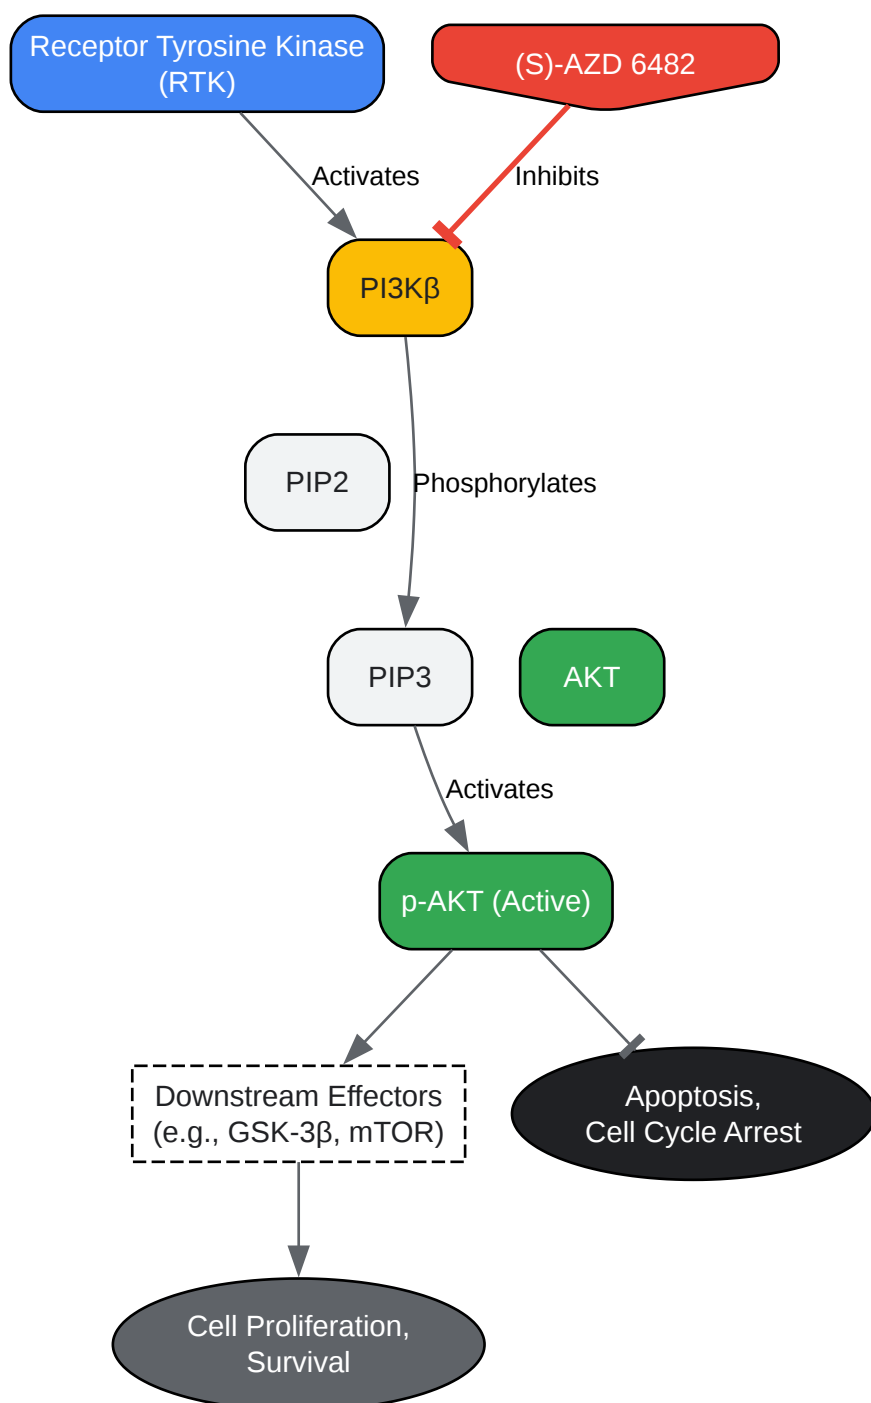 Receptor Tyrosine Kinase
(RTK)
(S)-AZD 6482
Activates
Inhibits
PI3Kβ
PIP2
Phosphorylates
PIP3
AKT
Activates
p-AKT (Active)
Downstream Effectors
(e.g., GSK-3β, mTOR)
Apoptosis,
Cell Cycle Arrest
Cell Proliferation,
Survival